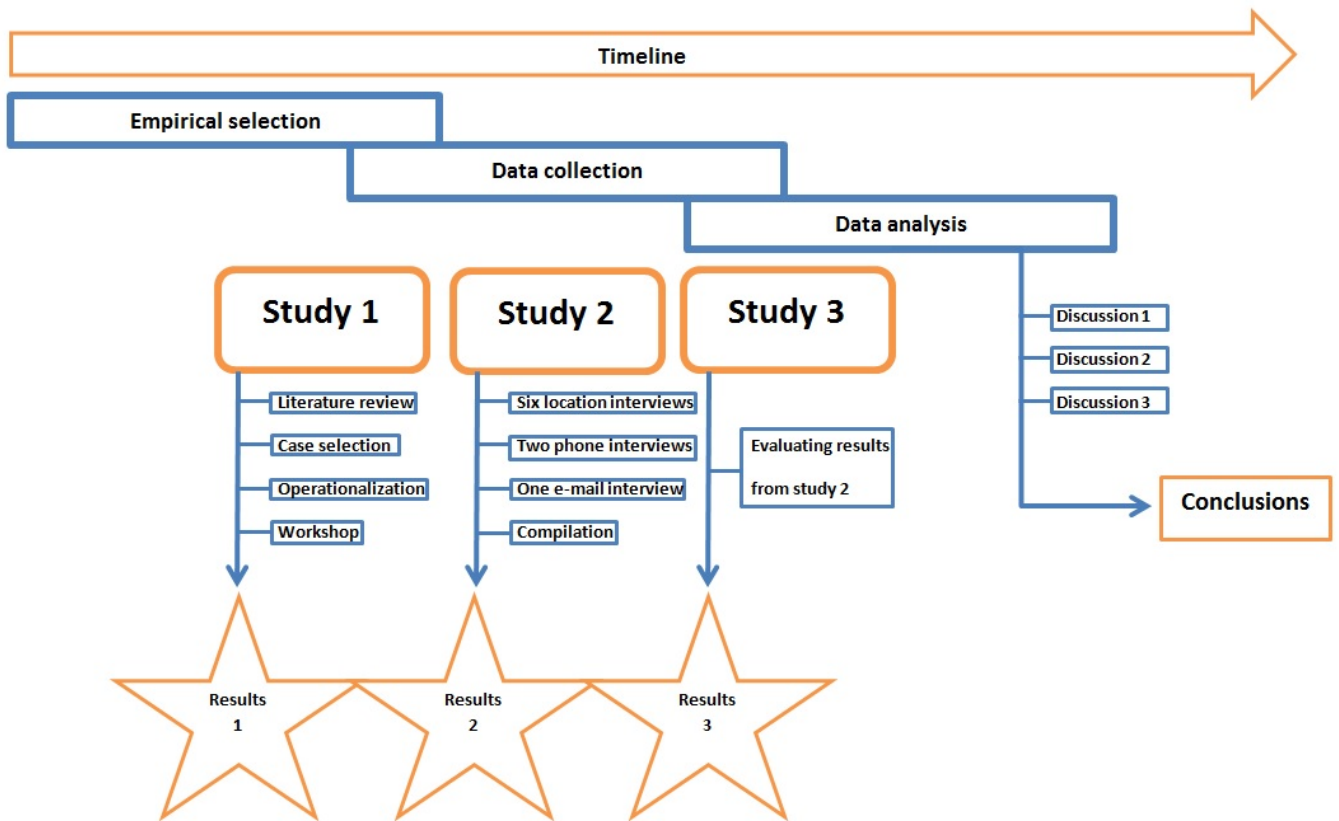 Timeline
Empirical selection
Data collection
Data analysis
Study 1
Study 2
Study 3
Literature review
Case selection
Operationalization
Workshop
Six location interviews
Two phone interviews
One e-mail interview
Compilation
Evaluating results
from study 2
Discussion 1
Discussion 2
Discussion 3
Conclusions
Results
1
Results
2
Results
3